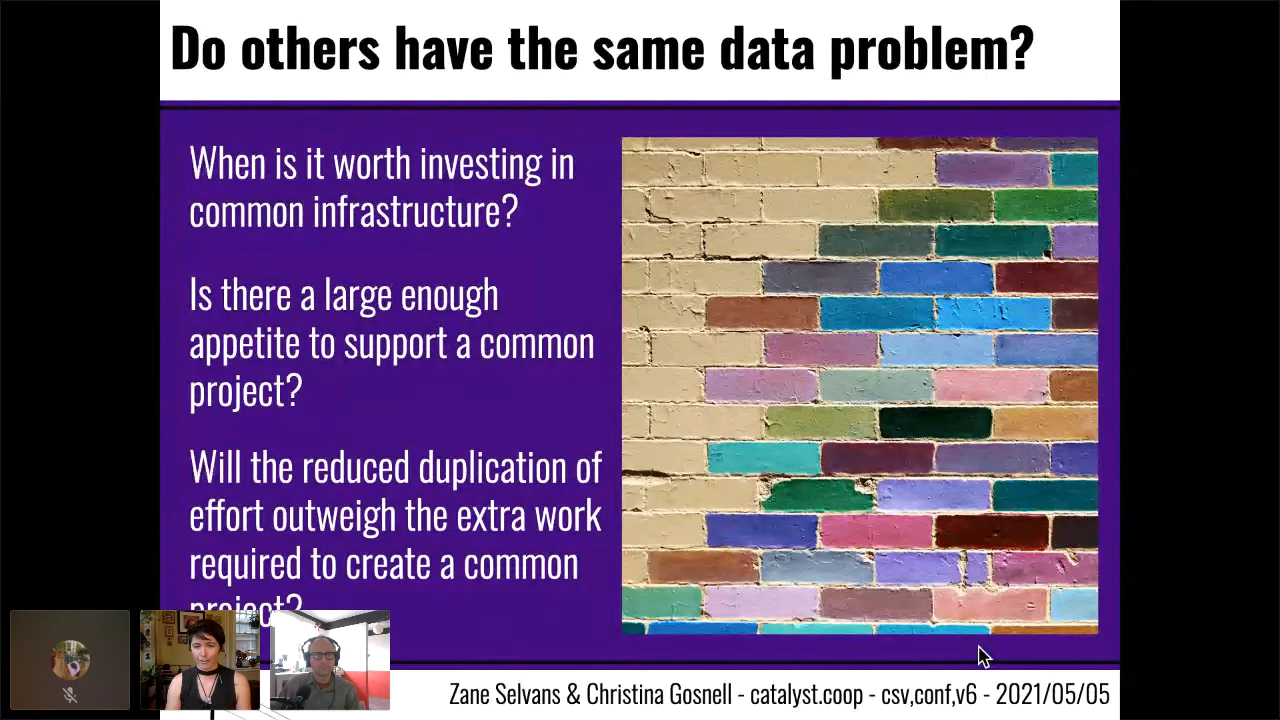 Do others have the same data problem?
When is it worth investing in
common infrastructure?
Is there a large enough
appetite to support a common
project?
Will the reduced duplication of
effort outweigh the extra work
required to create a common
project?
Zane Selvans & Christina Gosnell - catalyst.coop - csv,conf,v6 - 2021/05/05